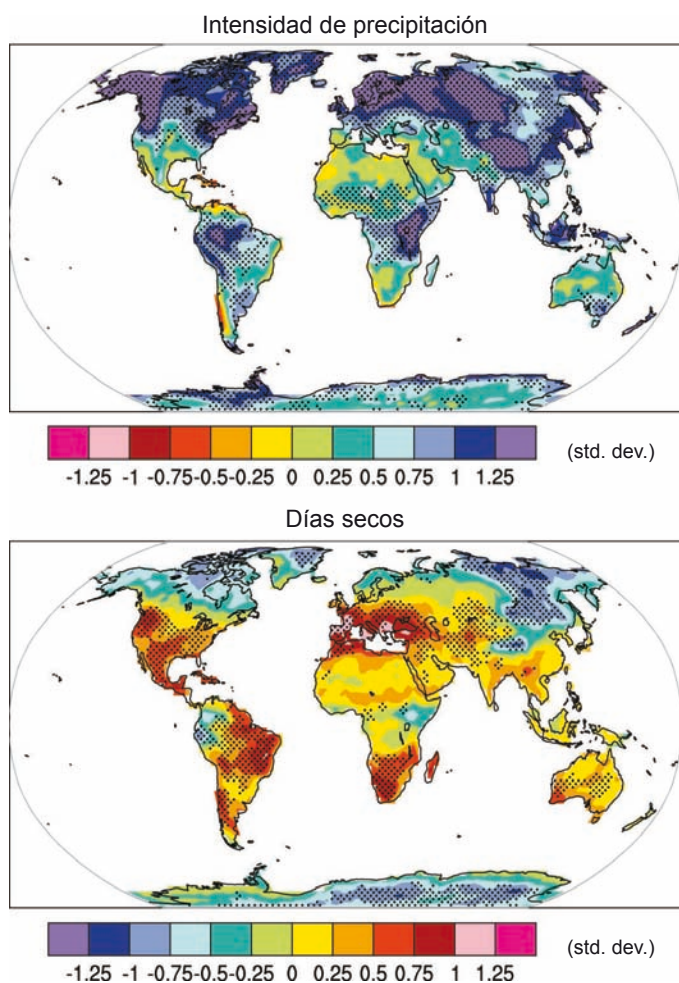 Intensidad de precipitación
(std. dev.)
-1.25 -1 -0.75-0.5-0.25 0 0.25 0.5 0.75 1 1.25
Días secos
(std. dev.)
-1.25 -1 -0.75-0.5-0.25 0 0.25 0.5 0.75 1 1.25